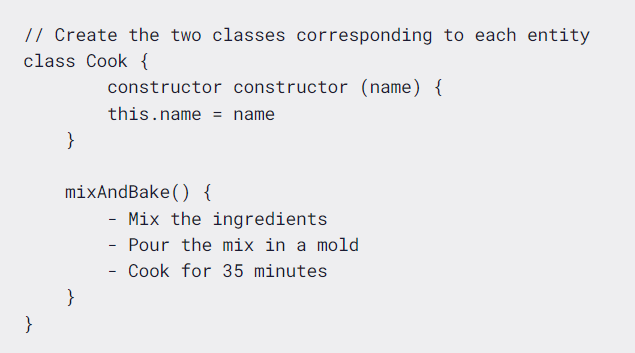 // Create the two classes corresponding to each entity
class Cook {
constructor constructor (name) {
this.name = name
}
mixAndBake() {
- Mix the ingredients
- Pour the mix in a mold
- Cook for 35 minutes
}
}